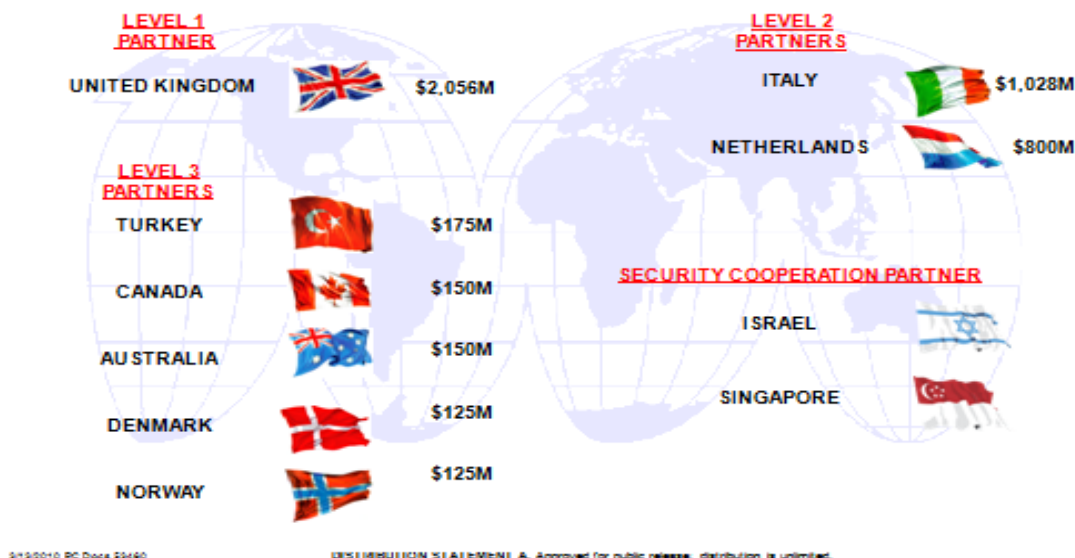 LEVEL 1
PARTNER
UNITED KINGDOM $2,056M
LEVEL 3
PARTNERS
TURKEY $175M
CANADA $150M
AUSTRALIA $150M
DENMARK $125M
NORWAY $125M
LEVEL 2
PARTNERS
ITALY $1,028M
NETHERLANDS $800M
SECURITY COOPERATION PARTNER
ISRAEL
SINGAPORE
DISTRIBUTION STATEMENT A. Approved for public release, distribution is unlimited.